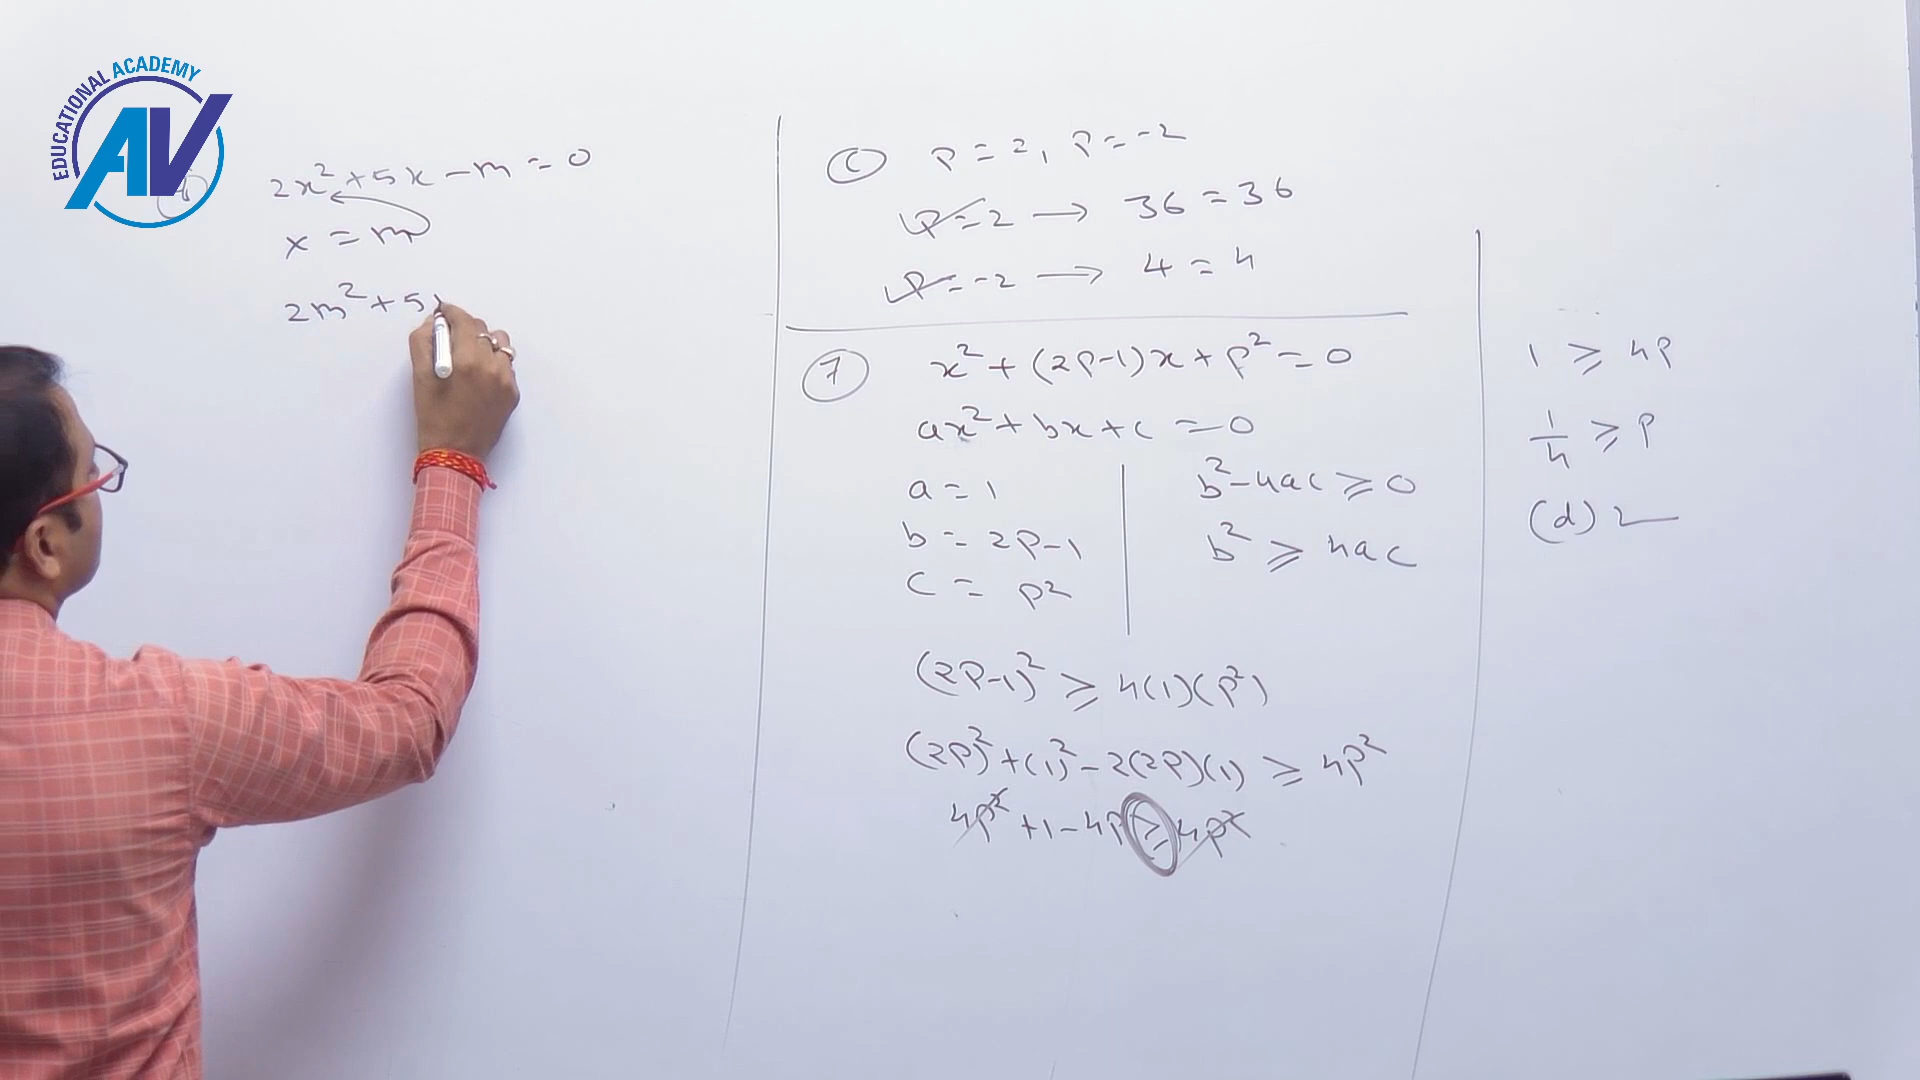 EDUCATIONAL ACADEMY
AV
2x² + 5x - m = 0
x = m
2m² + 5
(c) P = 2, P = -2
P = 2 → 36 = 36
P = -2 → 4 = 4
(7) x² + (2p-1)x + p² = 0
ax² + bx + c = 0
a = 1
b = 2p-1
c = p²
b² - 4ac ≥ 0
b² ≥ 4ac
(2p-1)² ≥ 4(1)(p²)
(2p)² + (1)² - 2(2p)(1) ≥ 4p²
4p² + 1 - 4p ≥ 4p²
1 ≥ 4p
1/4 ≥ p
(d)